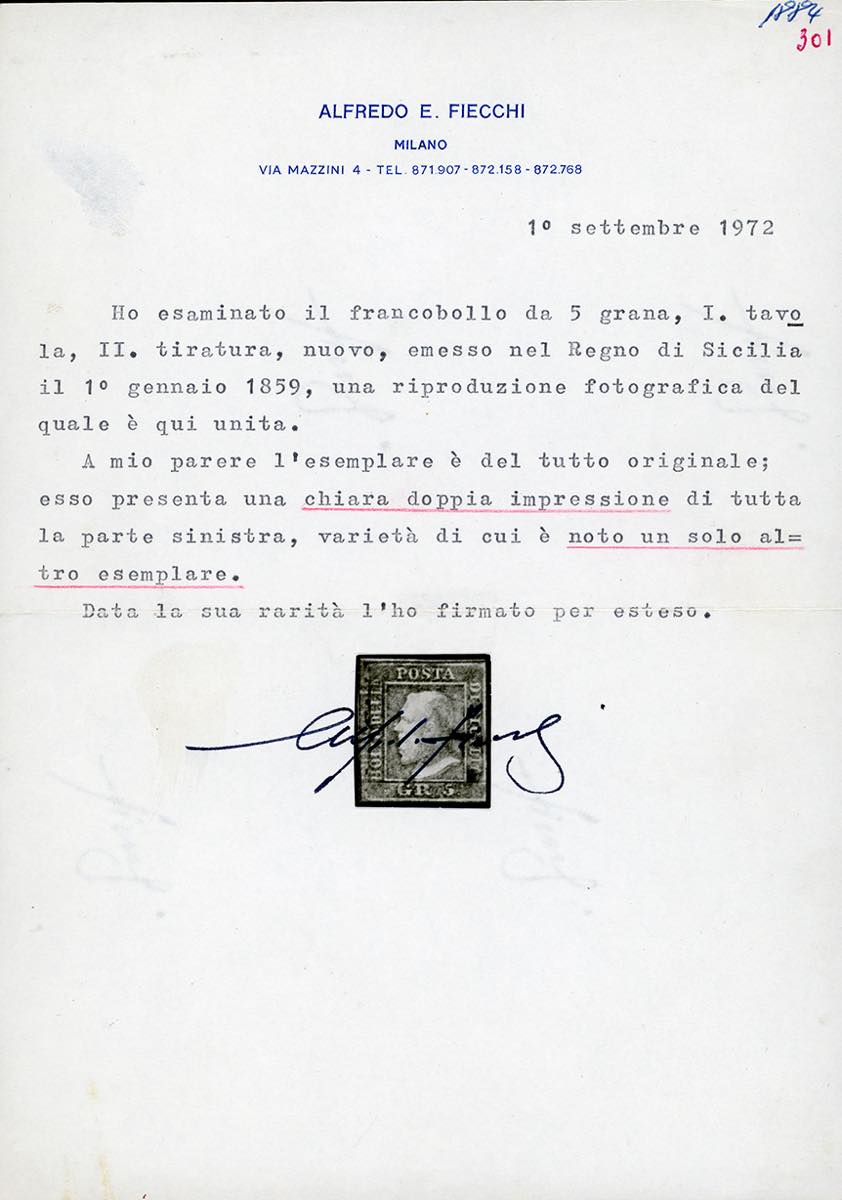 1884
301
ALFREDO E. FIECCHI
MILANO
VIA MAZZINI 4 - TEL. 871.907 - 872.158 - 872.768
1º settembre 1972
Ho esaminato il francobollo da 5 grana, I. tavo
la, II. tiratura, nuovo, emesso nel Regno di Sicilia
il 1º gennaio 1859, una riproduzione fotografica del
quale è qui unita.
A mio parere l'esemplare è del tutto originale;
esso presenta una chiara doppia impressione di tutta
la parte sinistra, varietà di cui è noto un solo al=
tro esemplare.
Data la sua rarità l'ho firmato per esteso.
POSTA
GR. 5